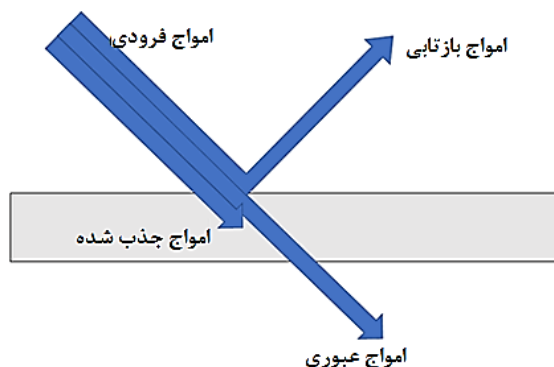 امواج فرودی
امواج بازتابی
امواج جذب شده
امواج عبوری